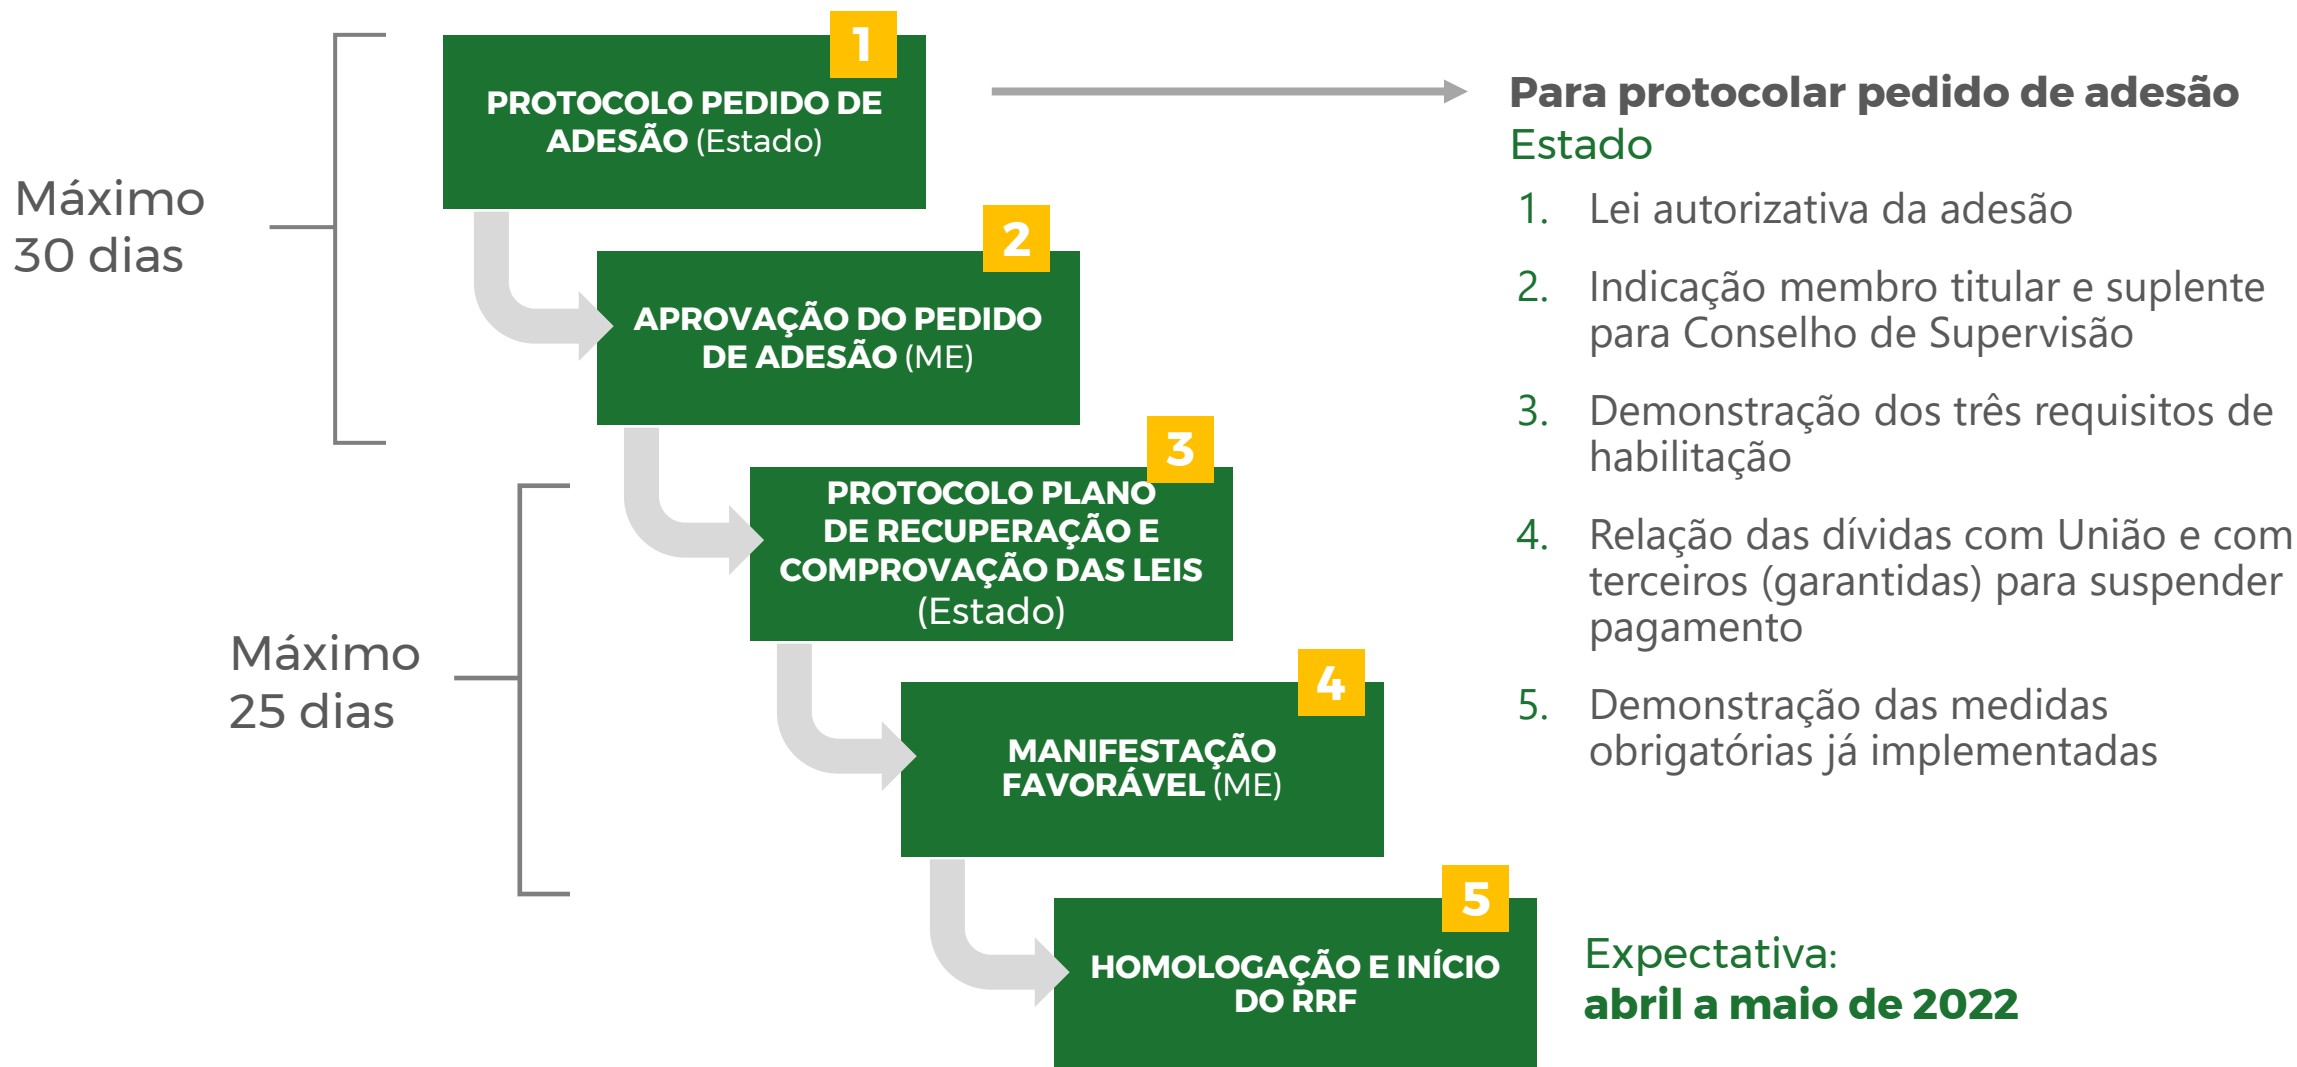 Máximo
30 dias
1
PROTOCOLO PEDIDO DE
ADESÃO (Estado)
2
APROVAÇÃO DO PEDIDO
DE ADESÃO (ME)
Máximo
25 dias
3
PROTOCOLO PLANO
DE RECUPERAÇÃO E
COMPROVAÇÃO DAS LEIS
(Estado)
4
MANIFESTAÇÃO
FAVORÁVEL (ME)
5
HOMOLOGAÇÃO E INÍCIO
DO RRF
Para protocolar pedido de adesão
Estado
1. Lei autorizativa da adesão
2. Indicação membro titular e suplente
para Conselho de Supervisão
3. Demonstração dos três requisitos de
habilitação
4. Relação das dívidas com União e com
terceiros (garantidas) para suspender
pagamento
5. Demonstração das medidas
obrigatórias já implementadas
Expectativa:
abril a maio de 2022